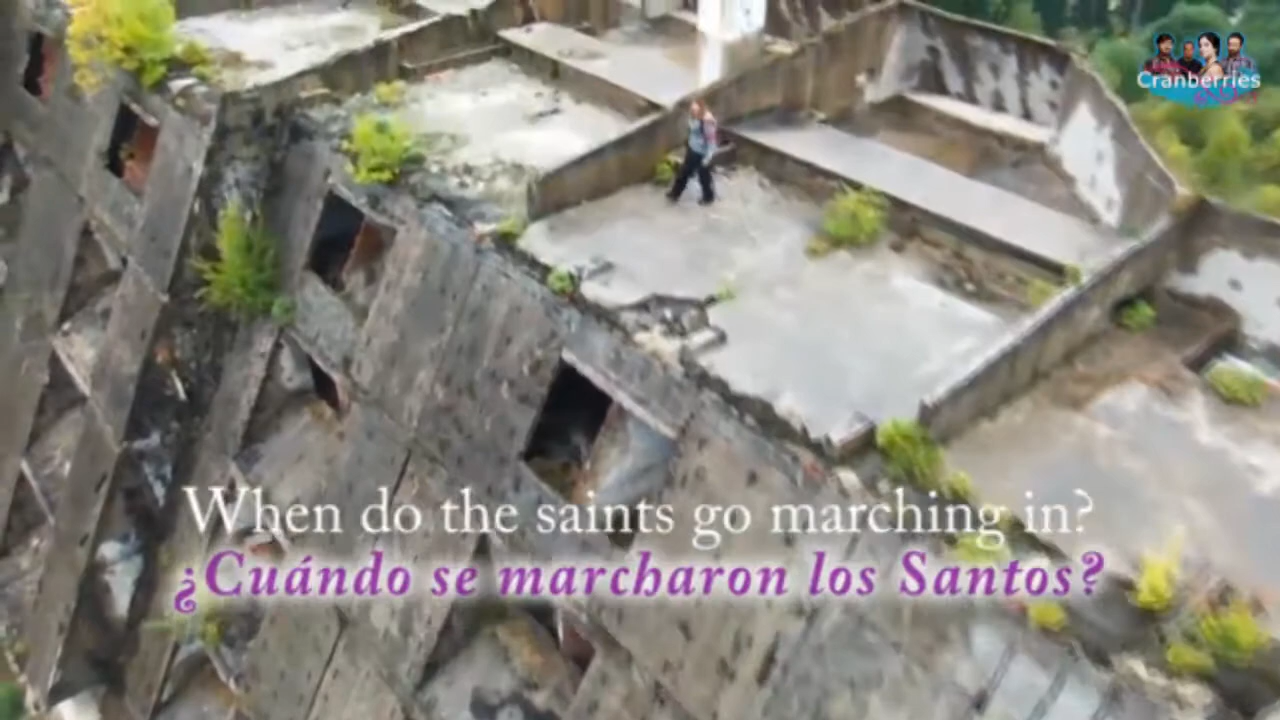 Cranberries
When do the saints go marching in?
¿Cuándo se marcharon los Santos?